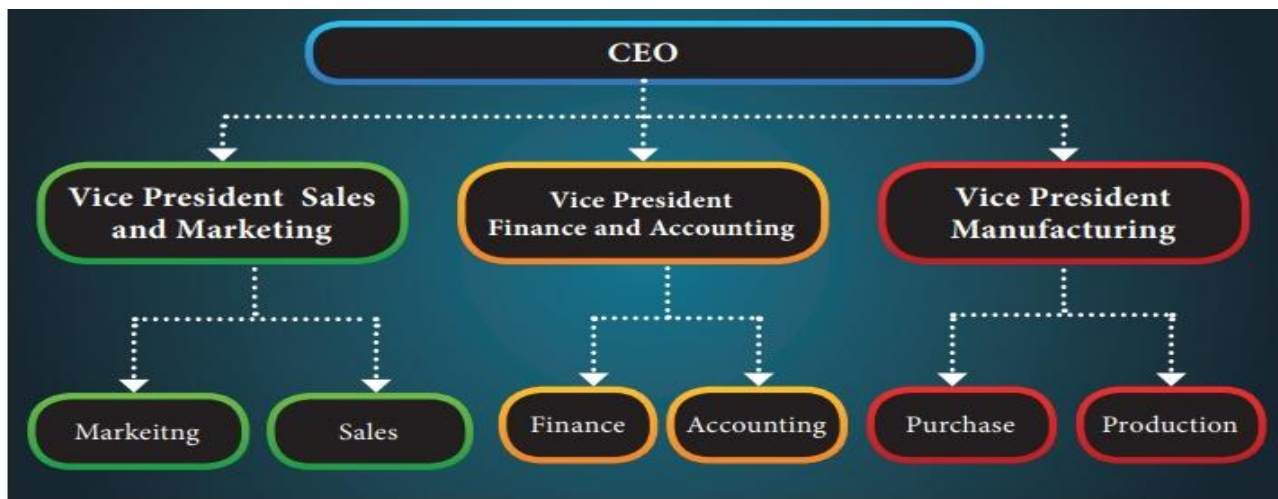 CEO
Vice President Sales
and Marketing
Vice President
Finance and Accounting
Vice President
Manufacturing
Markeitng
Sales
Finance
Accounting
Purchase
Production